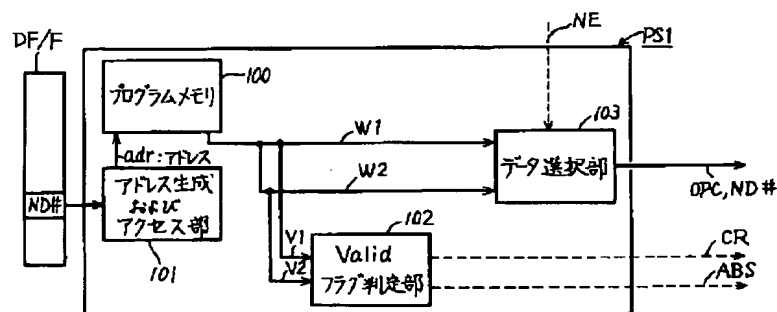 DF/F
NE
PS1
100
プログラムメモリ
103
W1
adr:アドレス
W2
データ選択部
OPC, ND#
ND#
アドレス生成
および
アクセス部
101
102
V1
V2
Valid
フラグ判定部
CR
ABS